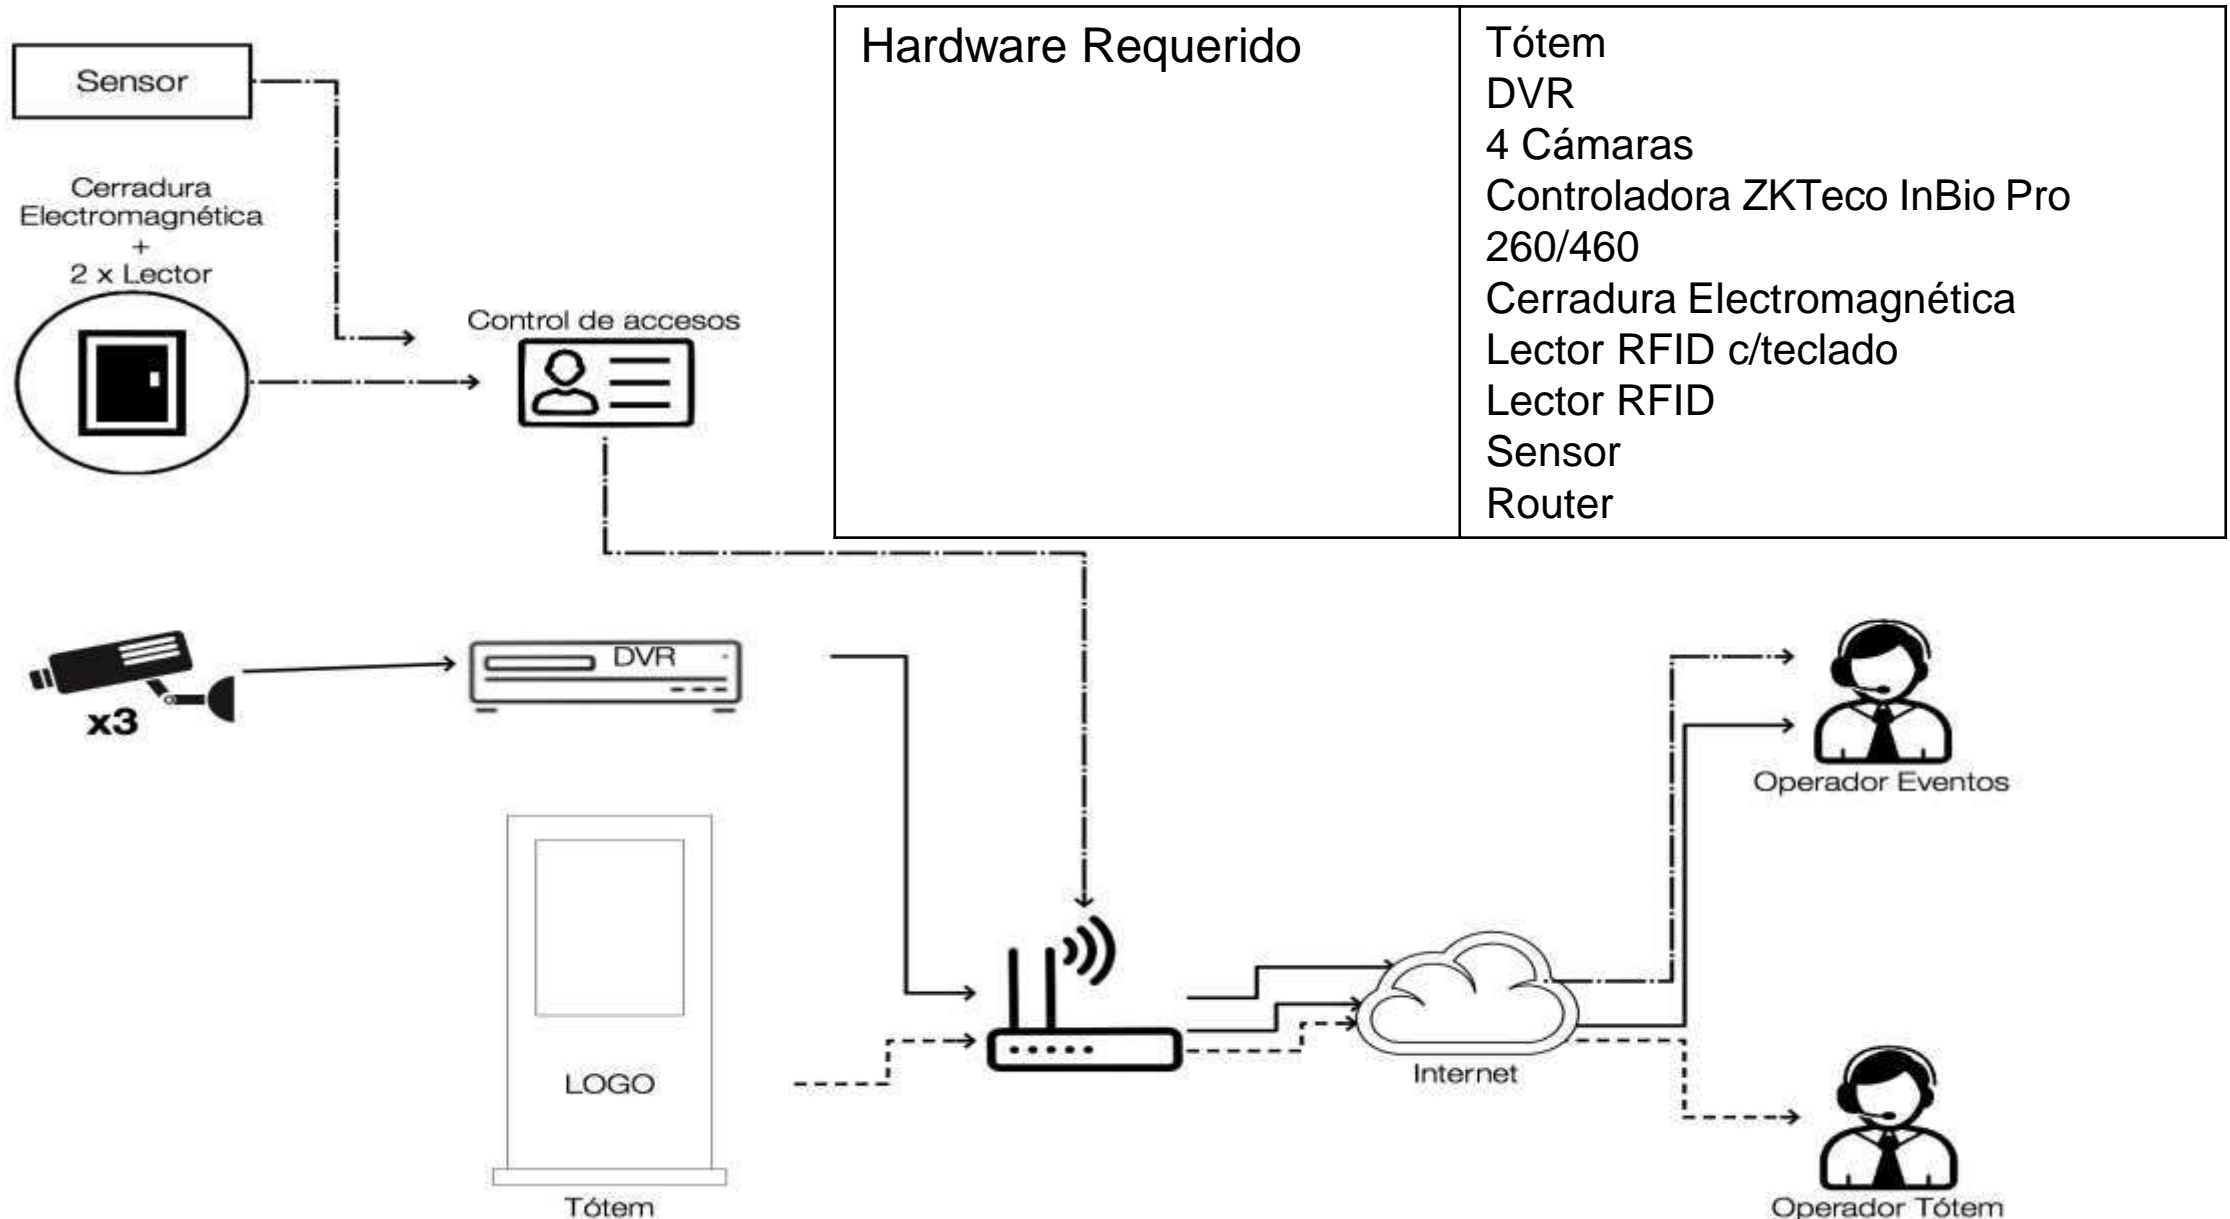 Hardware Requerido
Tótem
DVR
4 Cámaras
Controladora ZKTeco InBio Pro
260/460
Cerradura Electromagnética
Lector RFID c/teclado
Lector RFID
Sensor
Router
Sensor
Cerradura
Electromagnética
+
2 x Lector
Control de accesos
x3
DVR
Operador Eventos
LOGO
Tótem
Internet
Operador Tótem